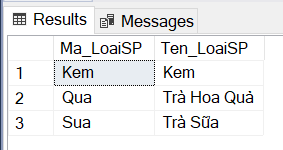 Results Messages
Ma_LoaiSP Ten_LoaiSP
1 Kem Kem
2 Qua Trà Hoa Quả
3 Sua Trà Sữa